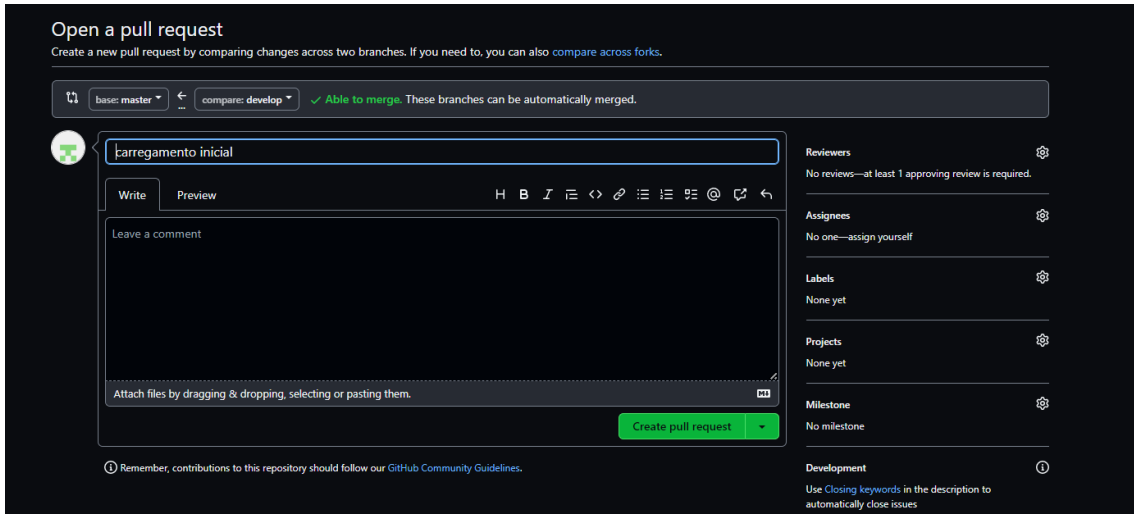 Open a pull request
Create a new pull request by comparing changes across two branches. If you need to, you can also compare across forks.
base: master
compare: develop
Able to merge. These branches can be automatically merged.
carregamento inicial
Write Preview
Leave a comment
Attach files by dragging & dropping, selecting or pasting them.
Create pull request
Remember, contributions to this repository should follow our GitHub Community Guidelines.
Reviewers
No reviews—at least 1 approving review is required.
Assignees
No one—assign yourself
Labels
None yet
Projects
None yet
Milestone
No milestone
Development
Use Closing keywords in the description to
automatically close issues